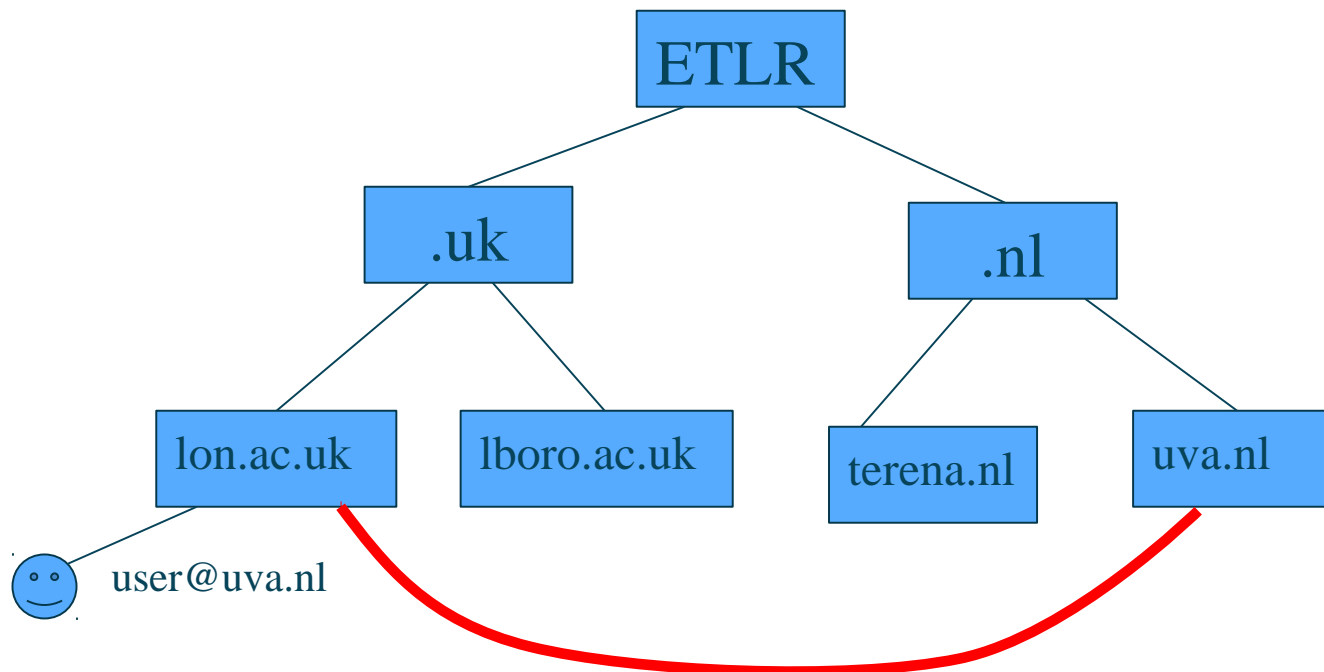 ETLR
.uk
.nl
lon.ac.uk
lboro.ac.uk
terena.nl
uva.nl
user@uva.nl